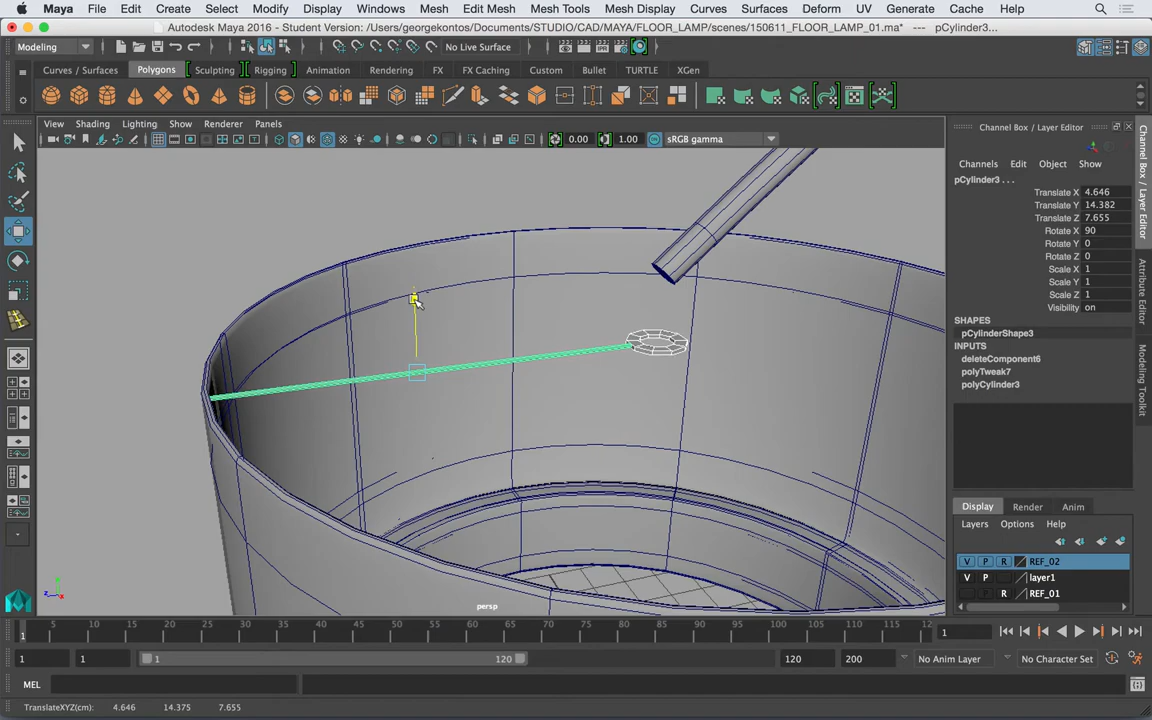 Maya File Edit Create Select Modify Display Windows Mesh Edit Mesh Mesh Tools Mesh Display Curves Surfaces Deform UV Generate Cache Help
Autodesk Maya 2016 - Student Version: /Users/georgekontos/Documents/STUDIO/CAD/MAYA/FLOOR_LAMP/scenes/150611_FLOOR_LAMP_01.ma* --- pCylinder3...
Modeling No Live Surface
Curves / Surfaces Polygons Sculpting Rigging Animation Rendering FX FX Caching Custom Bullet TURTLE XGen
View Shading Lighting Show Renderer Panels
0.00 1.00 sRGB gamma
Channel Box / Layer Editor
Channels Edit Object Show
pCylinder3 . . .
Translate X 4.646
Translate Y 14.382
Translate Z 7.655
Rotate X 90
Rotate Y 0
Rotate Z 0
Scale X 1
Scale Y 1
Scale Z 1
Visibility on
SHAPES
pCylinderShape3
INPUTS
deleteComponent6
polyTweak7
polyCylinder3
Channel Box / Layer Editor
Attribute Editor
Modeling Toolkit
Display Render Anim
Layers Options Help
V P R REF_02
V P layer1
R REF_01
y
z x
persp
1 5 10 15 20 25 30 35 40 45 50 55 60 65 70 75 80 85 90 95 100 105 110 115 12 1
1 1 1 120 120 200 No Anim Layer No Character Set
MEL
TranslateXYZ(cm): 4.646 14.375 7.655